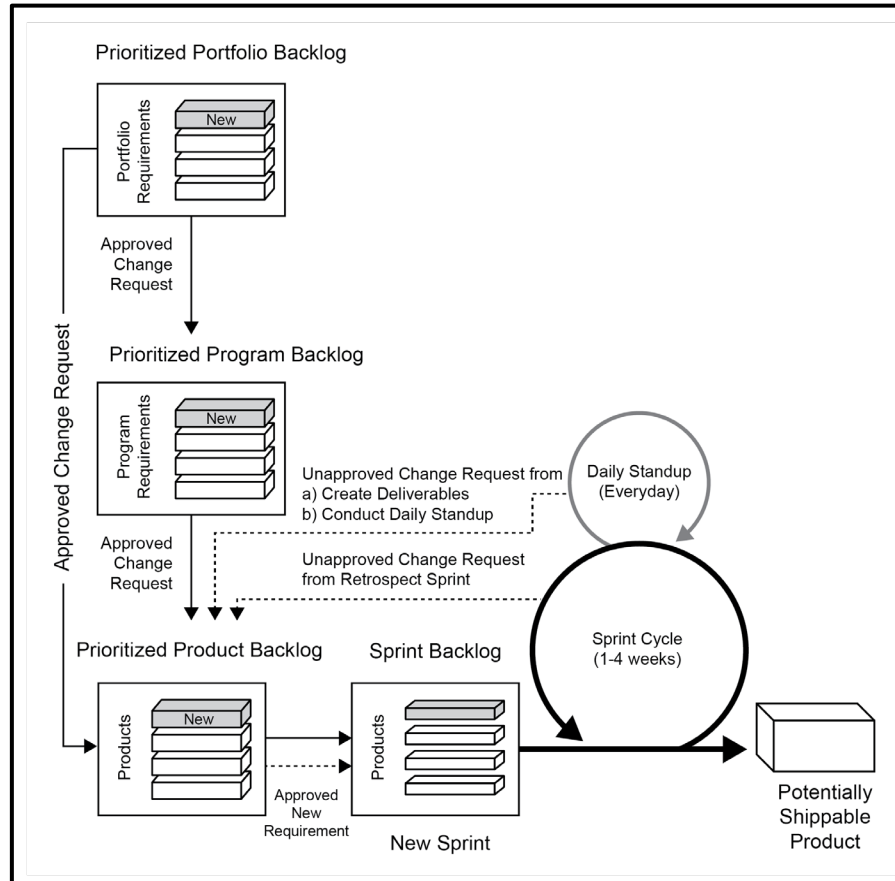 Prioritized Portfolio Backlog
Portfolio
Requirements
New
Approved
Change
Request
Approved Change Request
Prioritized Program Backlog
Program
Requirements
New
Approved
Change
Request
Unapproved Change Request from
a) Create Deliverables
b) Conduct Daily Standup
Unapproved Change Request
from Retrospect Sprint
Daily Standup
(Everyday)
Sprint Cycle
(1-4 weeks)
Prioritized Product Backlog
Products
New
Approved
New
Requirement
Sprint Backlog
Products
New Sprint
Potentially
Shippable
Product